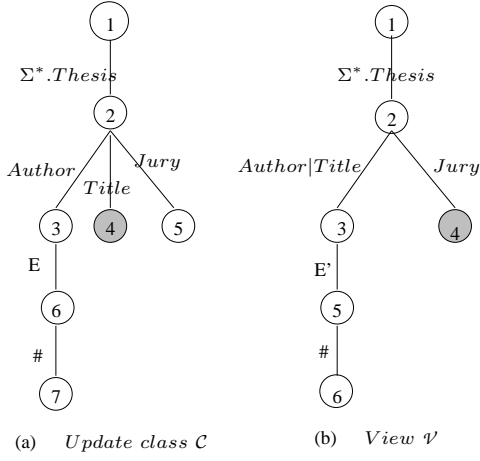 1 1
Σ*.Thesis Σ*.Thesis
2 2
Author Title Jury Author|Title Jury
3 4 5 3 4
E E'
6 5
# #
7 6
(a) Update class C (b) View V